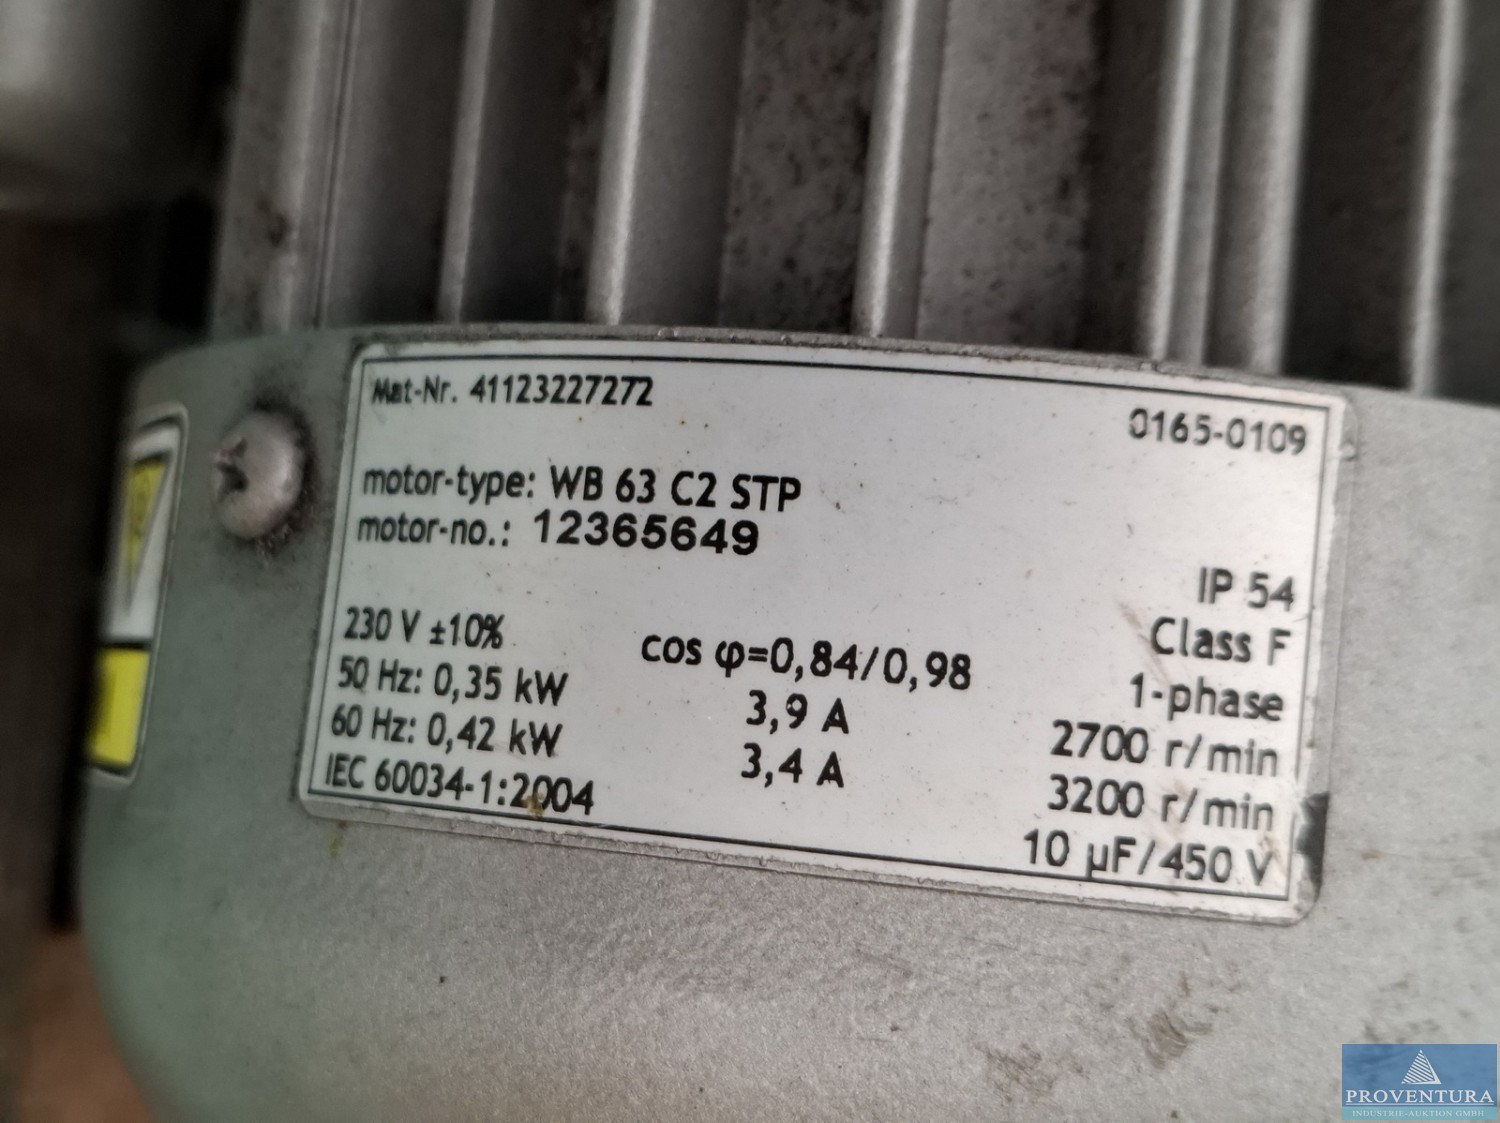 Mat-Nr. 41123227272
0165-0109
motor-type: WB 63 C2 STP
motor-no.: 12365649
IP 54
Class F
230 V ±10% cos φ=0,84/0,98 1-phase
50 Hz: 0,35 kW 3,9 A 2700 r/min
60 Hz: 0,42 kW 3,4 A 3200 r/min
IEC 60034-1:2004 10 µF/450 V
PROVENTURA
INDUSTRIE-AUKTION GMBH